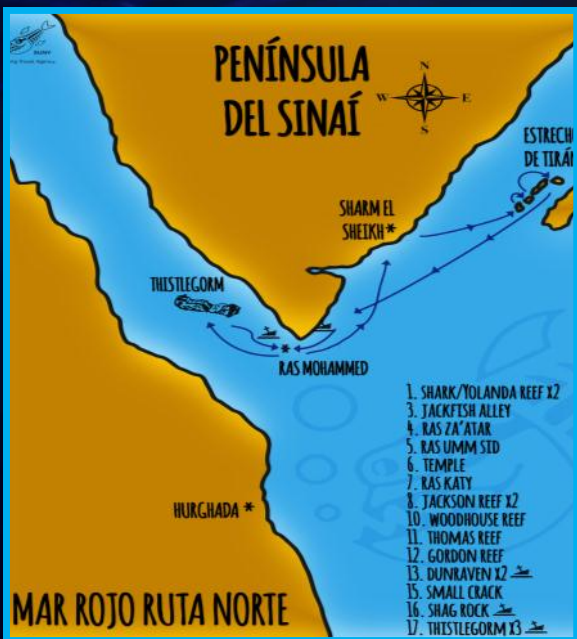 SUNY
PENÍNSULA
DEL SINAÍ
N
W
E
S
ESTRECH
DE TIRÁN
SHARM EL
SHEIKH *
THISTLEGORM
RAS MOHAMMED
HURGHADA *
1. SHARK/YOLANDA REEF X2
3. JACKFISH ALLEY
4. RAS ZA'ATAR
5. RAS UMM SID
6. TEMPLE
7. RAS KATY
8. JACKSON REEF X2
10. WOODHOUSE REEF
11. THOMAS REEF
12. GORDON REEF
13. DUNRAVEN X2
15. SMALL CRACK
16. SHAG ROCK
17. THISTLEGORM X3
MAR ROJO RUTA NORTE